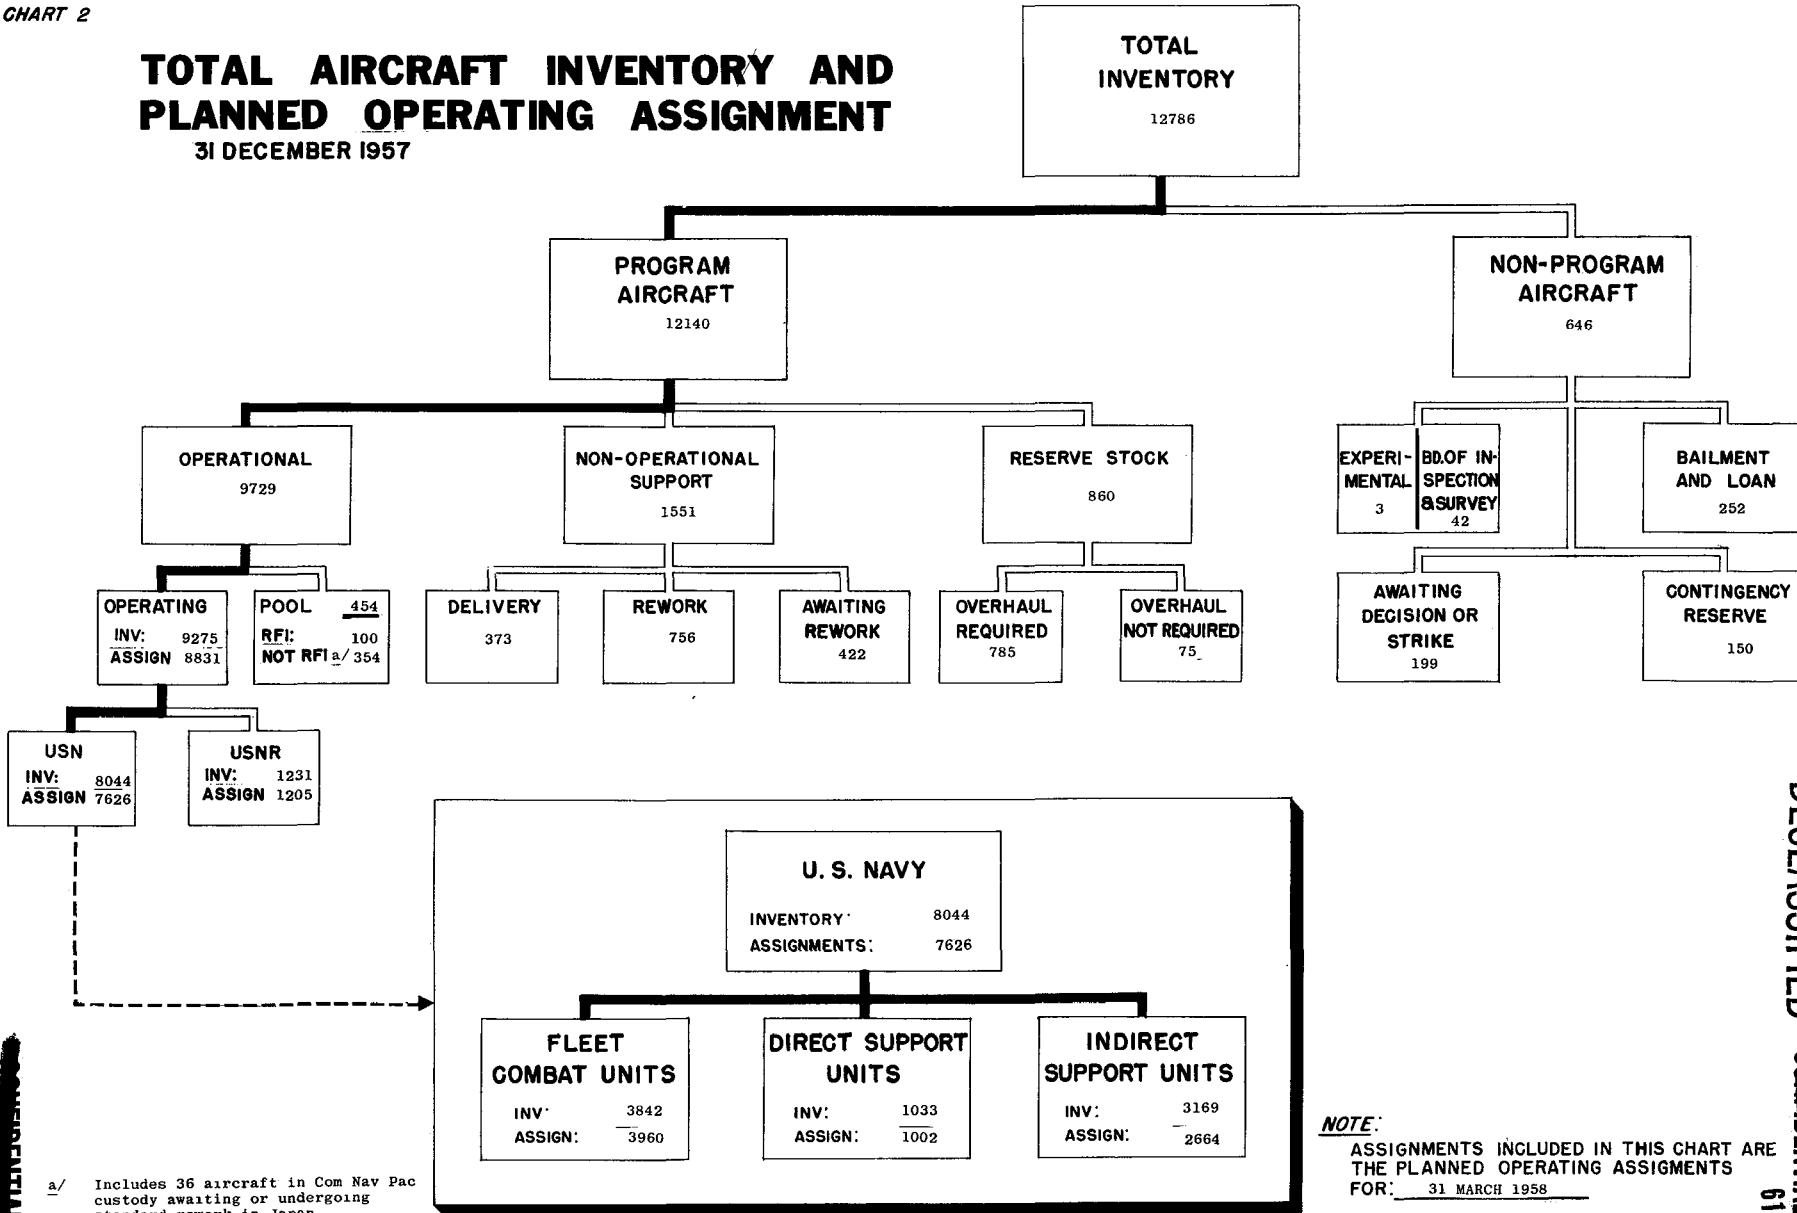 CHART 2
TOTAL AIRCRAFT INVENTORY AND
PLANNED OPERATING ASSIGNMENT
31 DECEMBER 1957
TOTAL
INVENTORY
12786
PROGRAM
AIRCRAFT
12140
NON-PROGRAM
AIRCRAFT
646
OPERATIONAL
9729
NON-OPERATIONAL
SUPPORT
1551
RESERVE STOCK
860
EXPERI-
MENTAL
3
BD.OF IN-
SPECTION
&SURVEY
42
BAILMENT
AND LOAN
252
OPERATING
INV: 9275
ASSIGN 8831
POOL 454
RFI: 100
NOT RFI a/ 354
DELIVERY
373
REWORK
756
AWAITING
REWORK
422
OVERHAUL
REQUIRED
785
OVERHAUL
NOT REQUIRED
75
AWAITING
DECISION OR
STRIKE
199
CONTINGENCY
RESERVE
150
USN
INV: 8044
ASSIGN 7626
USNR
INV: 1231
ASSIGN 1205
U. S. NAVY
INVENTORY: 8044
ASSIGNMENTS: 7626
FLEET
COMBAT UNITS
INV: 3842
ASSIGN: 3960
DIRECT SUPPORT
UNITS
INV: 1033
ASSIGN: 1002
INDIRECT
SUPPORT UNITS
INV: 3169
ASSIGN: 2664
NOTE:
ASSIGNMENTS INCLUDED IN THIS CHART ARE
THE PLANNED OPERATING ASSIGMENTS
FOR: 31 MARCH 1958
a/ Includes 36 aircraft in Com Nav Pac
custody awaiting or undergoing
standard rework in Japan
61